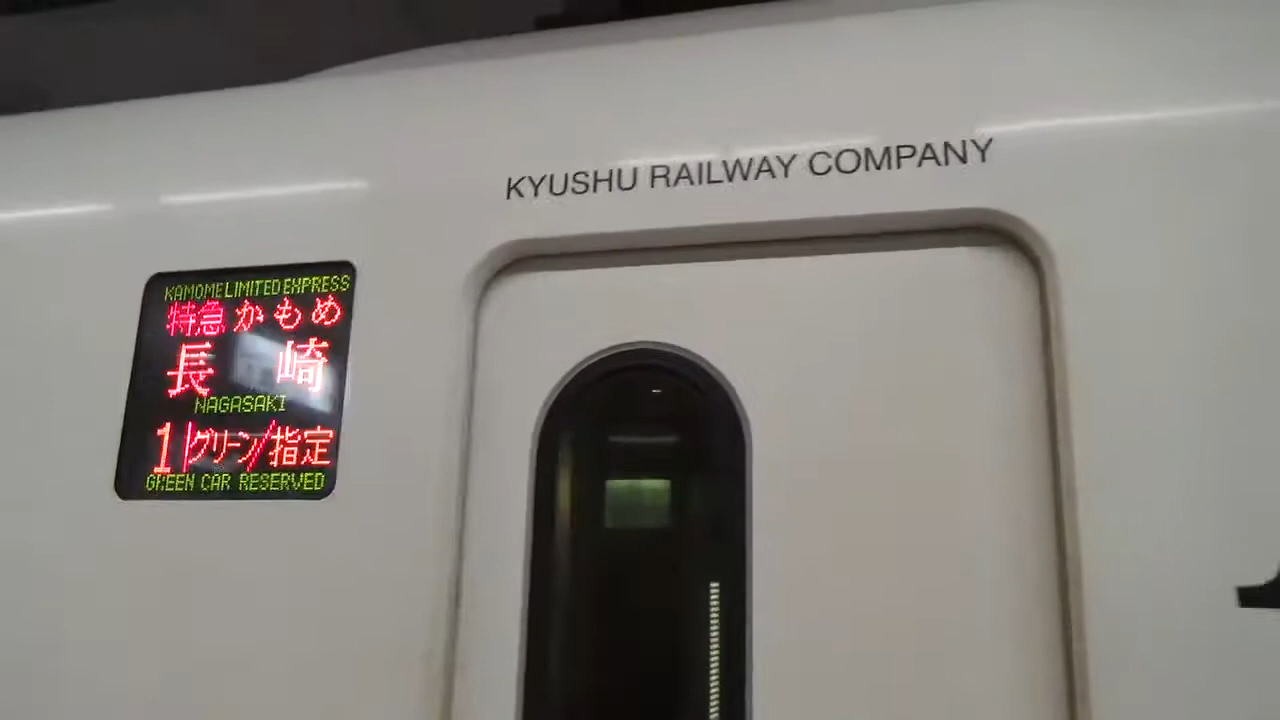 KYUSHU RAILWAY COMPANY
KAMOME LIMITED EXPRESS
特急かもめ
長崎
NAGASAKI
1 グリーン/指定
GREEN CAR RESERVED